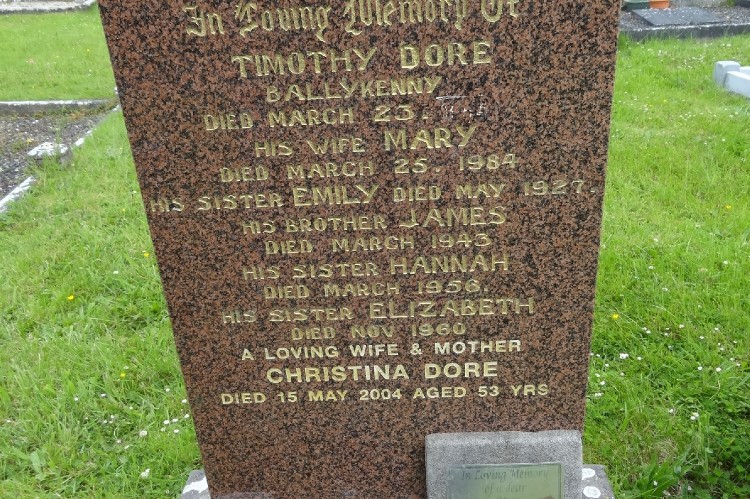 In Loving Memory Of
TIMOTHY DORE
BALLYKENNY
DIED MARCH 23.
HIS WIFE MARY
DIED MARCH 25. 1984
HIS SISTER EMILY DIED MAY 1927.
HIS BROTHER JAMES
DIED MARCH 1943
HIS SISTER HANNAH
DIED MARCH 1956.
HIS SISTER ELIZABETH
DIED NOV. 1960
A LOVING WIFE & MOTHER
CHRISTINA DORE
DIED 15 MAY 2004 AGED 53 YRS
In Loving Memory